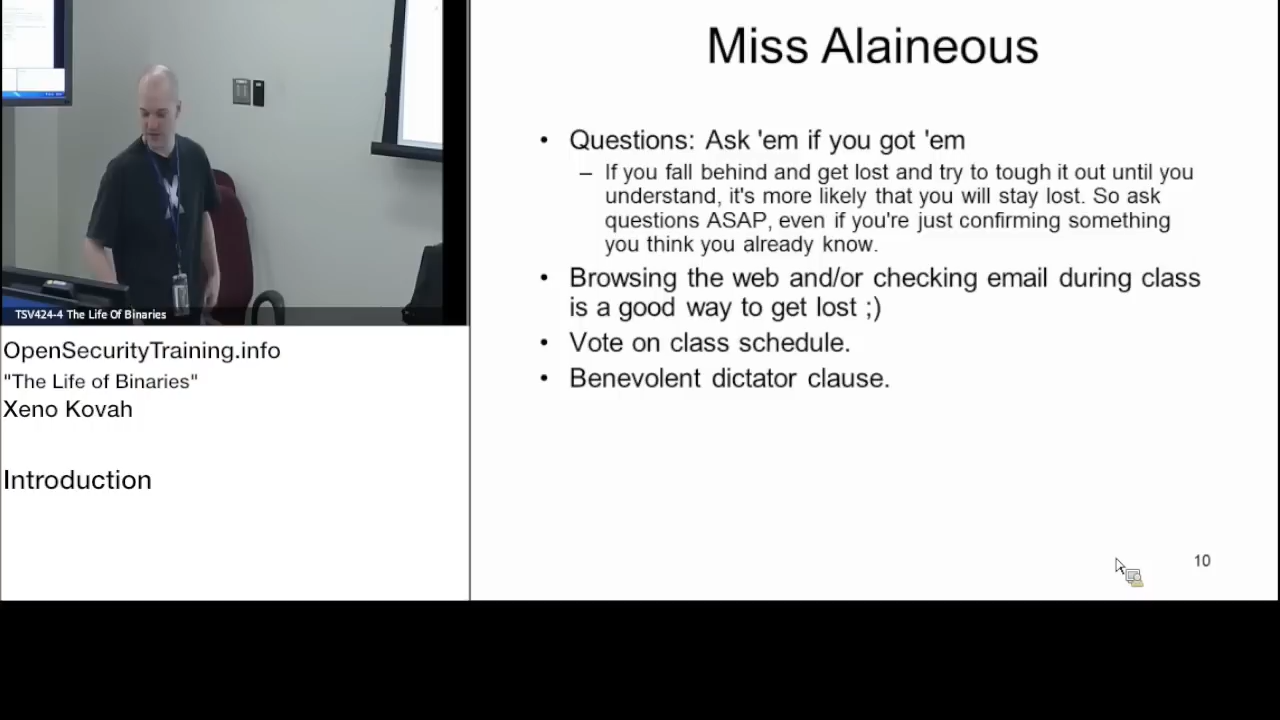 Miss Alaineous
• Questions: Ask 'em if you got 'em
– If you fall behind and get lost and try to tough it out until you
understand, it's more likely that you will stay lost. So ask
questions ASAP, even if you're just confirming something
you think you already know.
• Browsing the web and/or checking email during class
is a good way to get lost ;)
• Vote on class schedule.
• Benevolent dictator clause.
10
TSV424-4 The Life Of Binaries
OpenSecurityTraining.info
"The Life of Binaries"
Xeno Kovah
Introduction